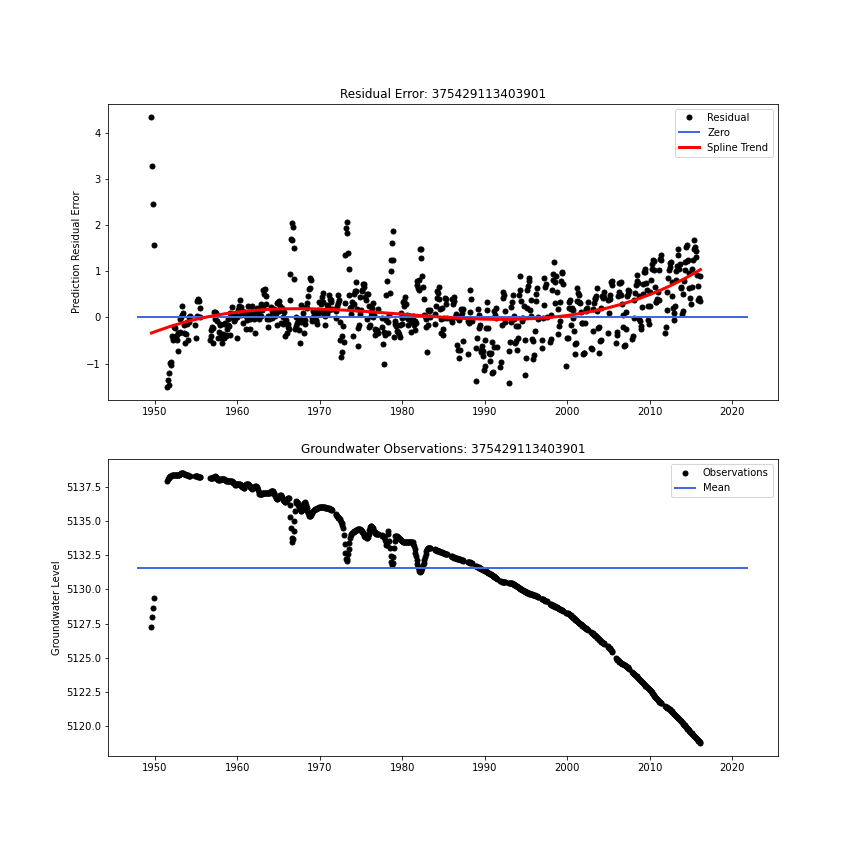 Residual Error: 375429113403901
Prediction Residual Error
4
3
2
1
0
−1
Residual
Zero
Spline Trend
1950 1960 1970 1980 1990 2000 2010 2020
Groundwater Observations: 375429113403901
Groundwater Level
5137.5
5135.0
5132.5
5130.0
5127.5
5125.0
5122.5
5120.0
Observations
Mean
1950 1960 1970 1980 1990 2000 2010 2020